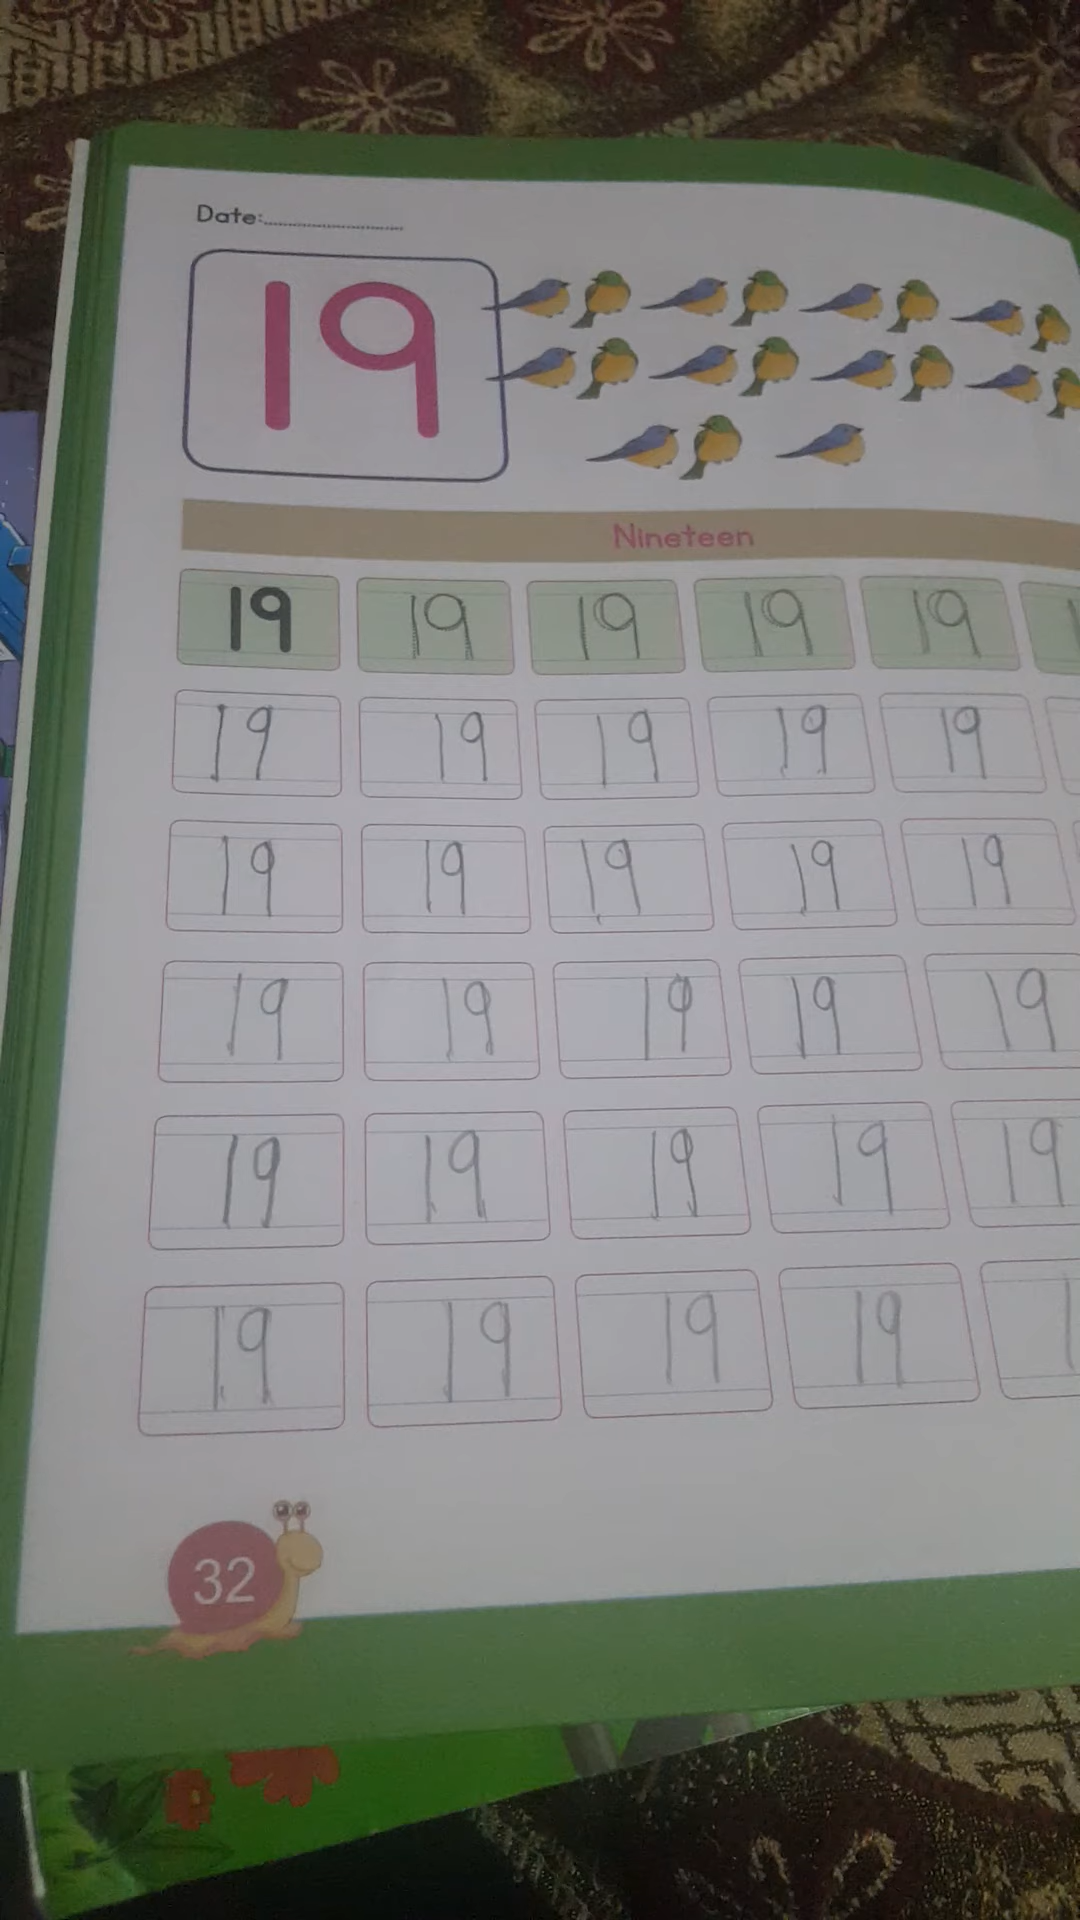 Date:........................
19
Nineteen
19 19 19 19 19
19 19 19 19 19
19 19 19 19 19
19 19 19 19 19
19 19 19 19 19
19 19 19 19
32